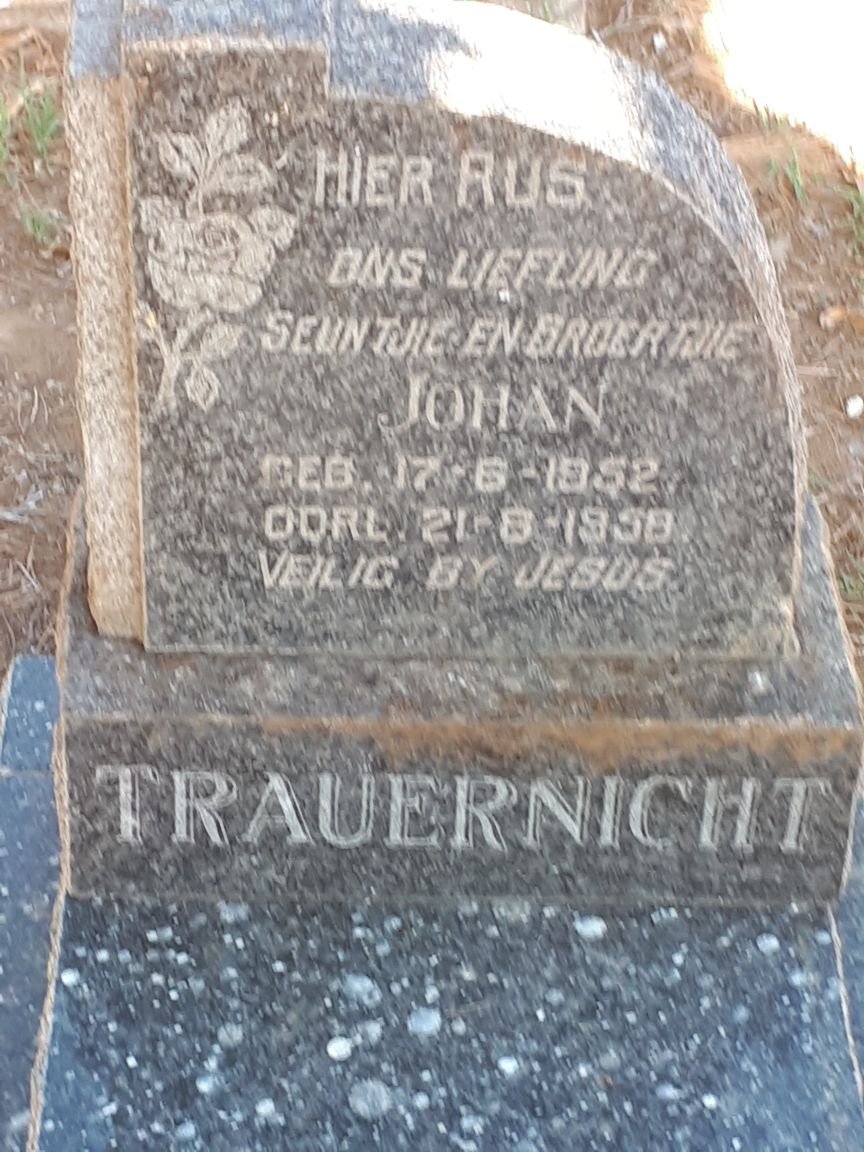 HIER RUS
ONS LIEFLING
SEUNTJIE EN BROERTJIE
JOHAN
GEB. 17-6-1952
OORL. 21-8-1958
VEILIG BY JESUS.
TRAUERNICHT